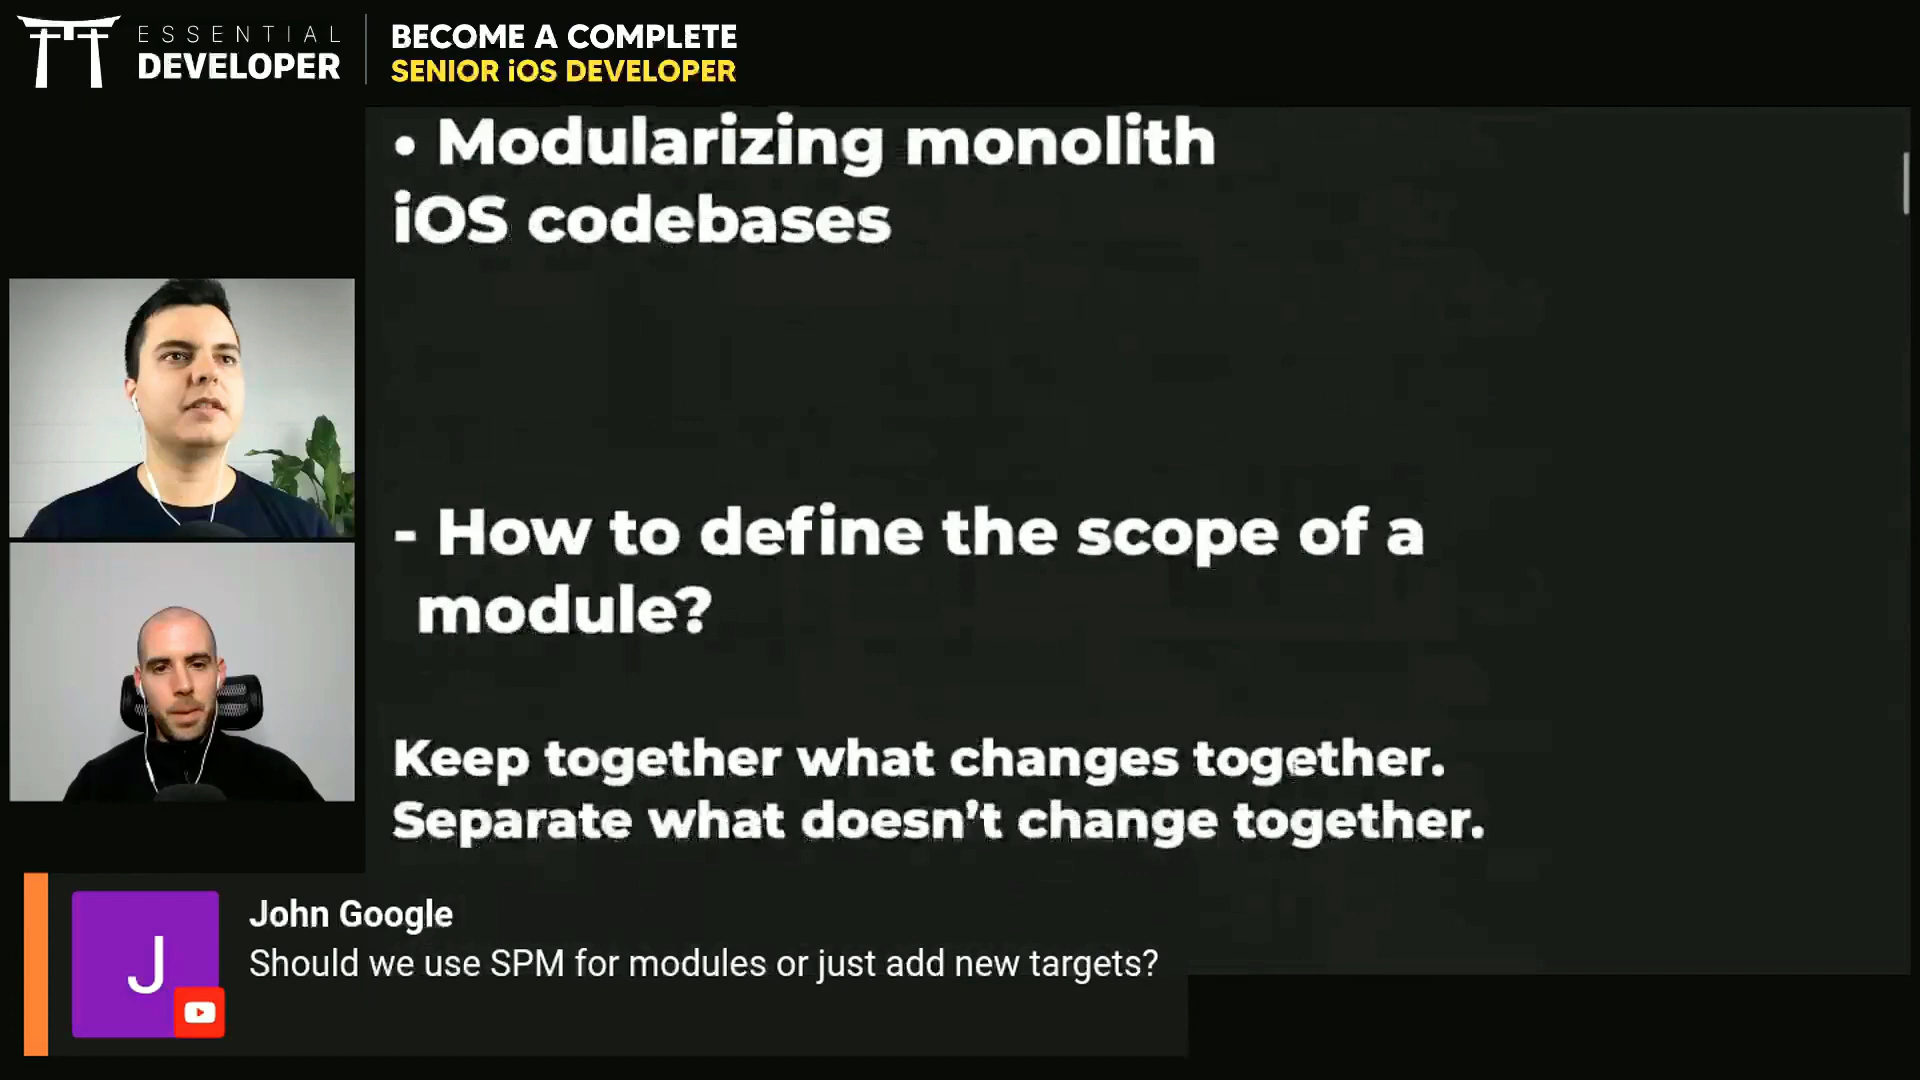 ESSENTIAL
DEVELOPER
BECOME A COMPLETE
SENIOR iOS DEVELOPER
• Modularizing monolith
iOS codebases
- How to define the scope of a
module?
Keep together what changes together.
Separate what doesn't change together.
J
John Google
Should we use SPM for modules or just add new targets?